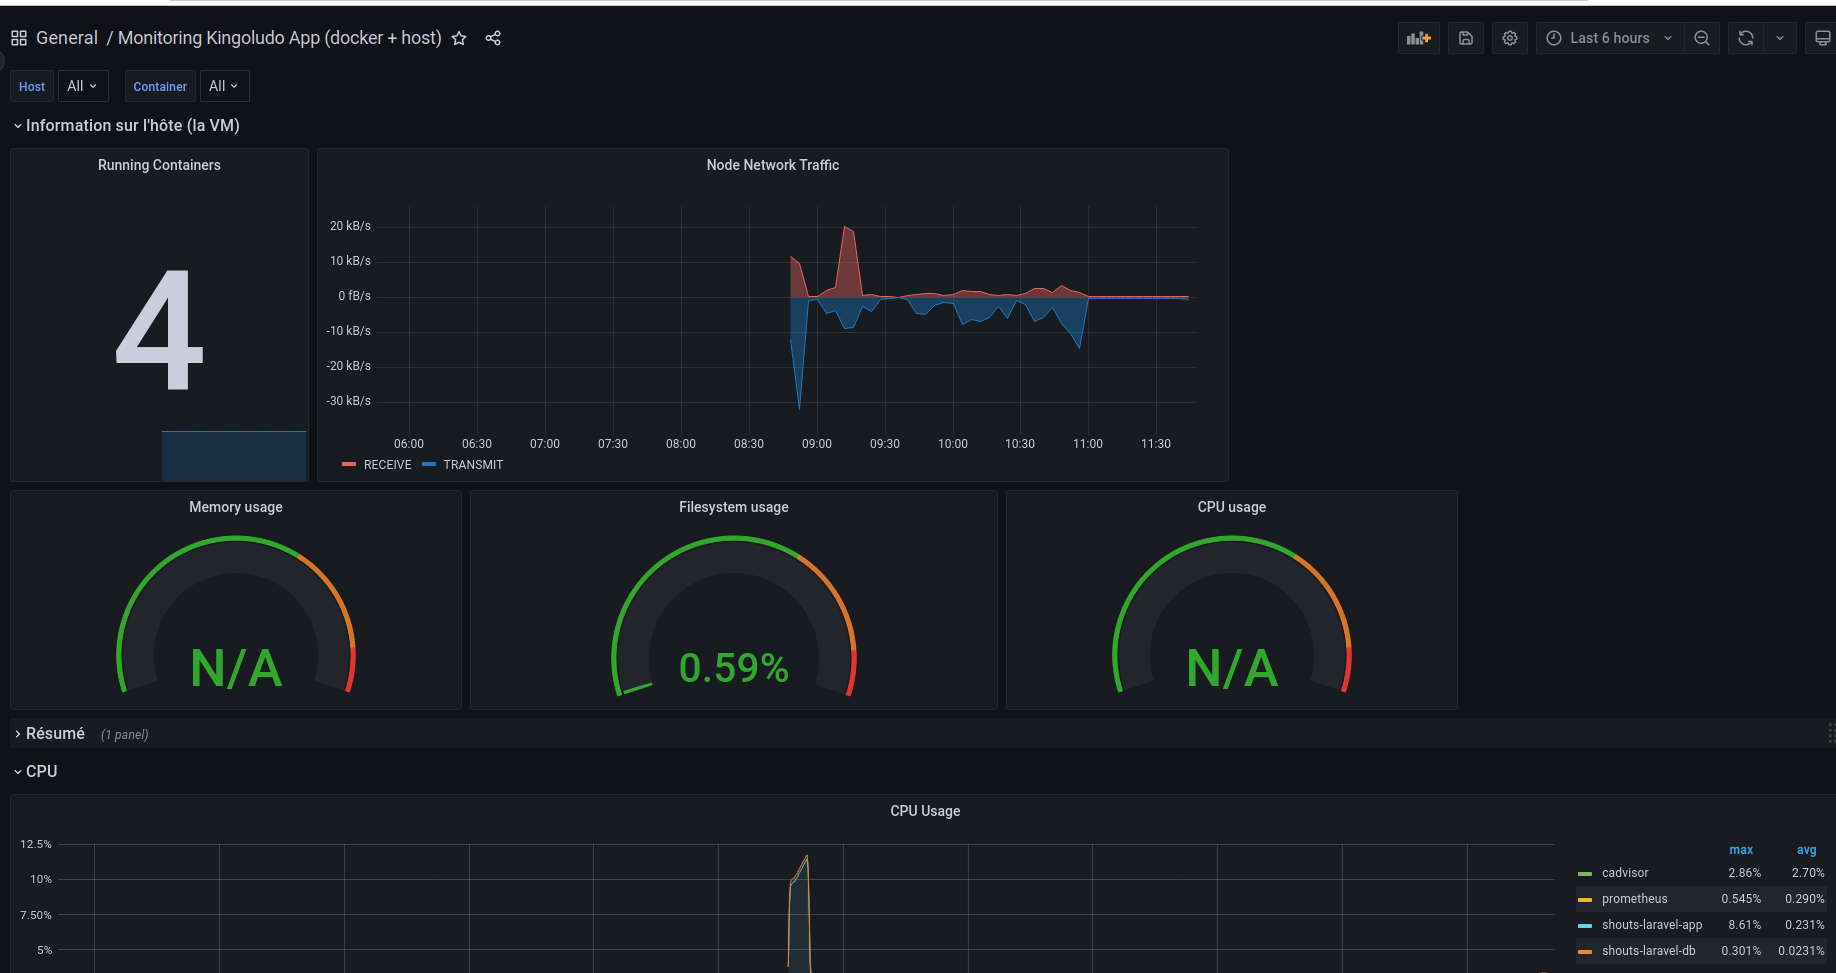 General / Monitoring Kingoludo App (docker + host)
Last 6 hours
Host All Container All
Information sur l'hôte (la VM)
Running Containers
4
Node Network Traffic
20 kB/s
10 kB/s
0 fB/s
-10 kB/s
-20 kB/s
-30 kB/s
06:00 06:30 07:00 07:30 08:00 08:30 09:00 09:30 10:00 10:30 11:00 11:30
RECEIVE TRANSMIT
Memory usage
N/A
Filesystem usage
0.59%
CPU usage
N/A
Résumé (1 panel)
CPU
CPU Usage
12.5%
10%
7.50%
5%
max avg
cadvisor 2.86% 2.70%
prometheus 0.545% 0.290%
shouts-laravel-app 8.61% 0.231%
shouts-laravel-db 0.301% 0.0231%